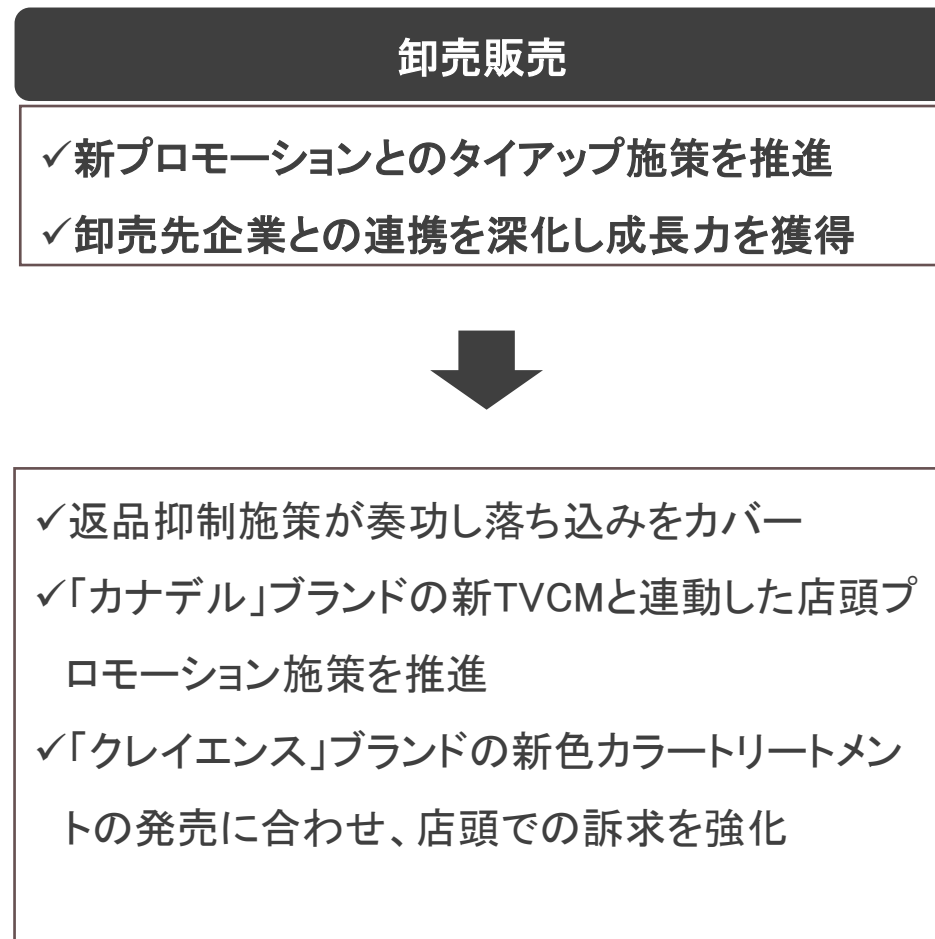 卸売販売
✓新プロモーションとのタイアップ施策を推進
✓卸売先企業との連携を深化し成長力を獲得
✓返品抑制施策が奏功し落ち込みをカバー
✓「カナデル」ブランドの新TVCMと連動した店頭プ
ロモーション施策を推進
✓「クレイエンス」ブランドの新色カラートリートメン
トの発売に合わせ、店頭での訴求を強化